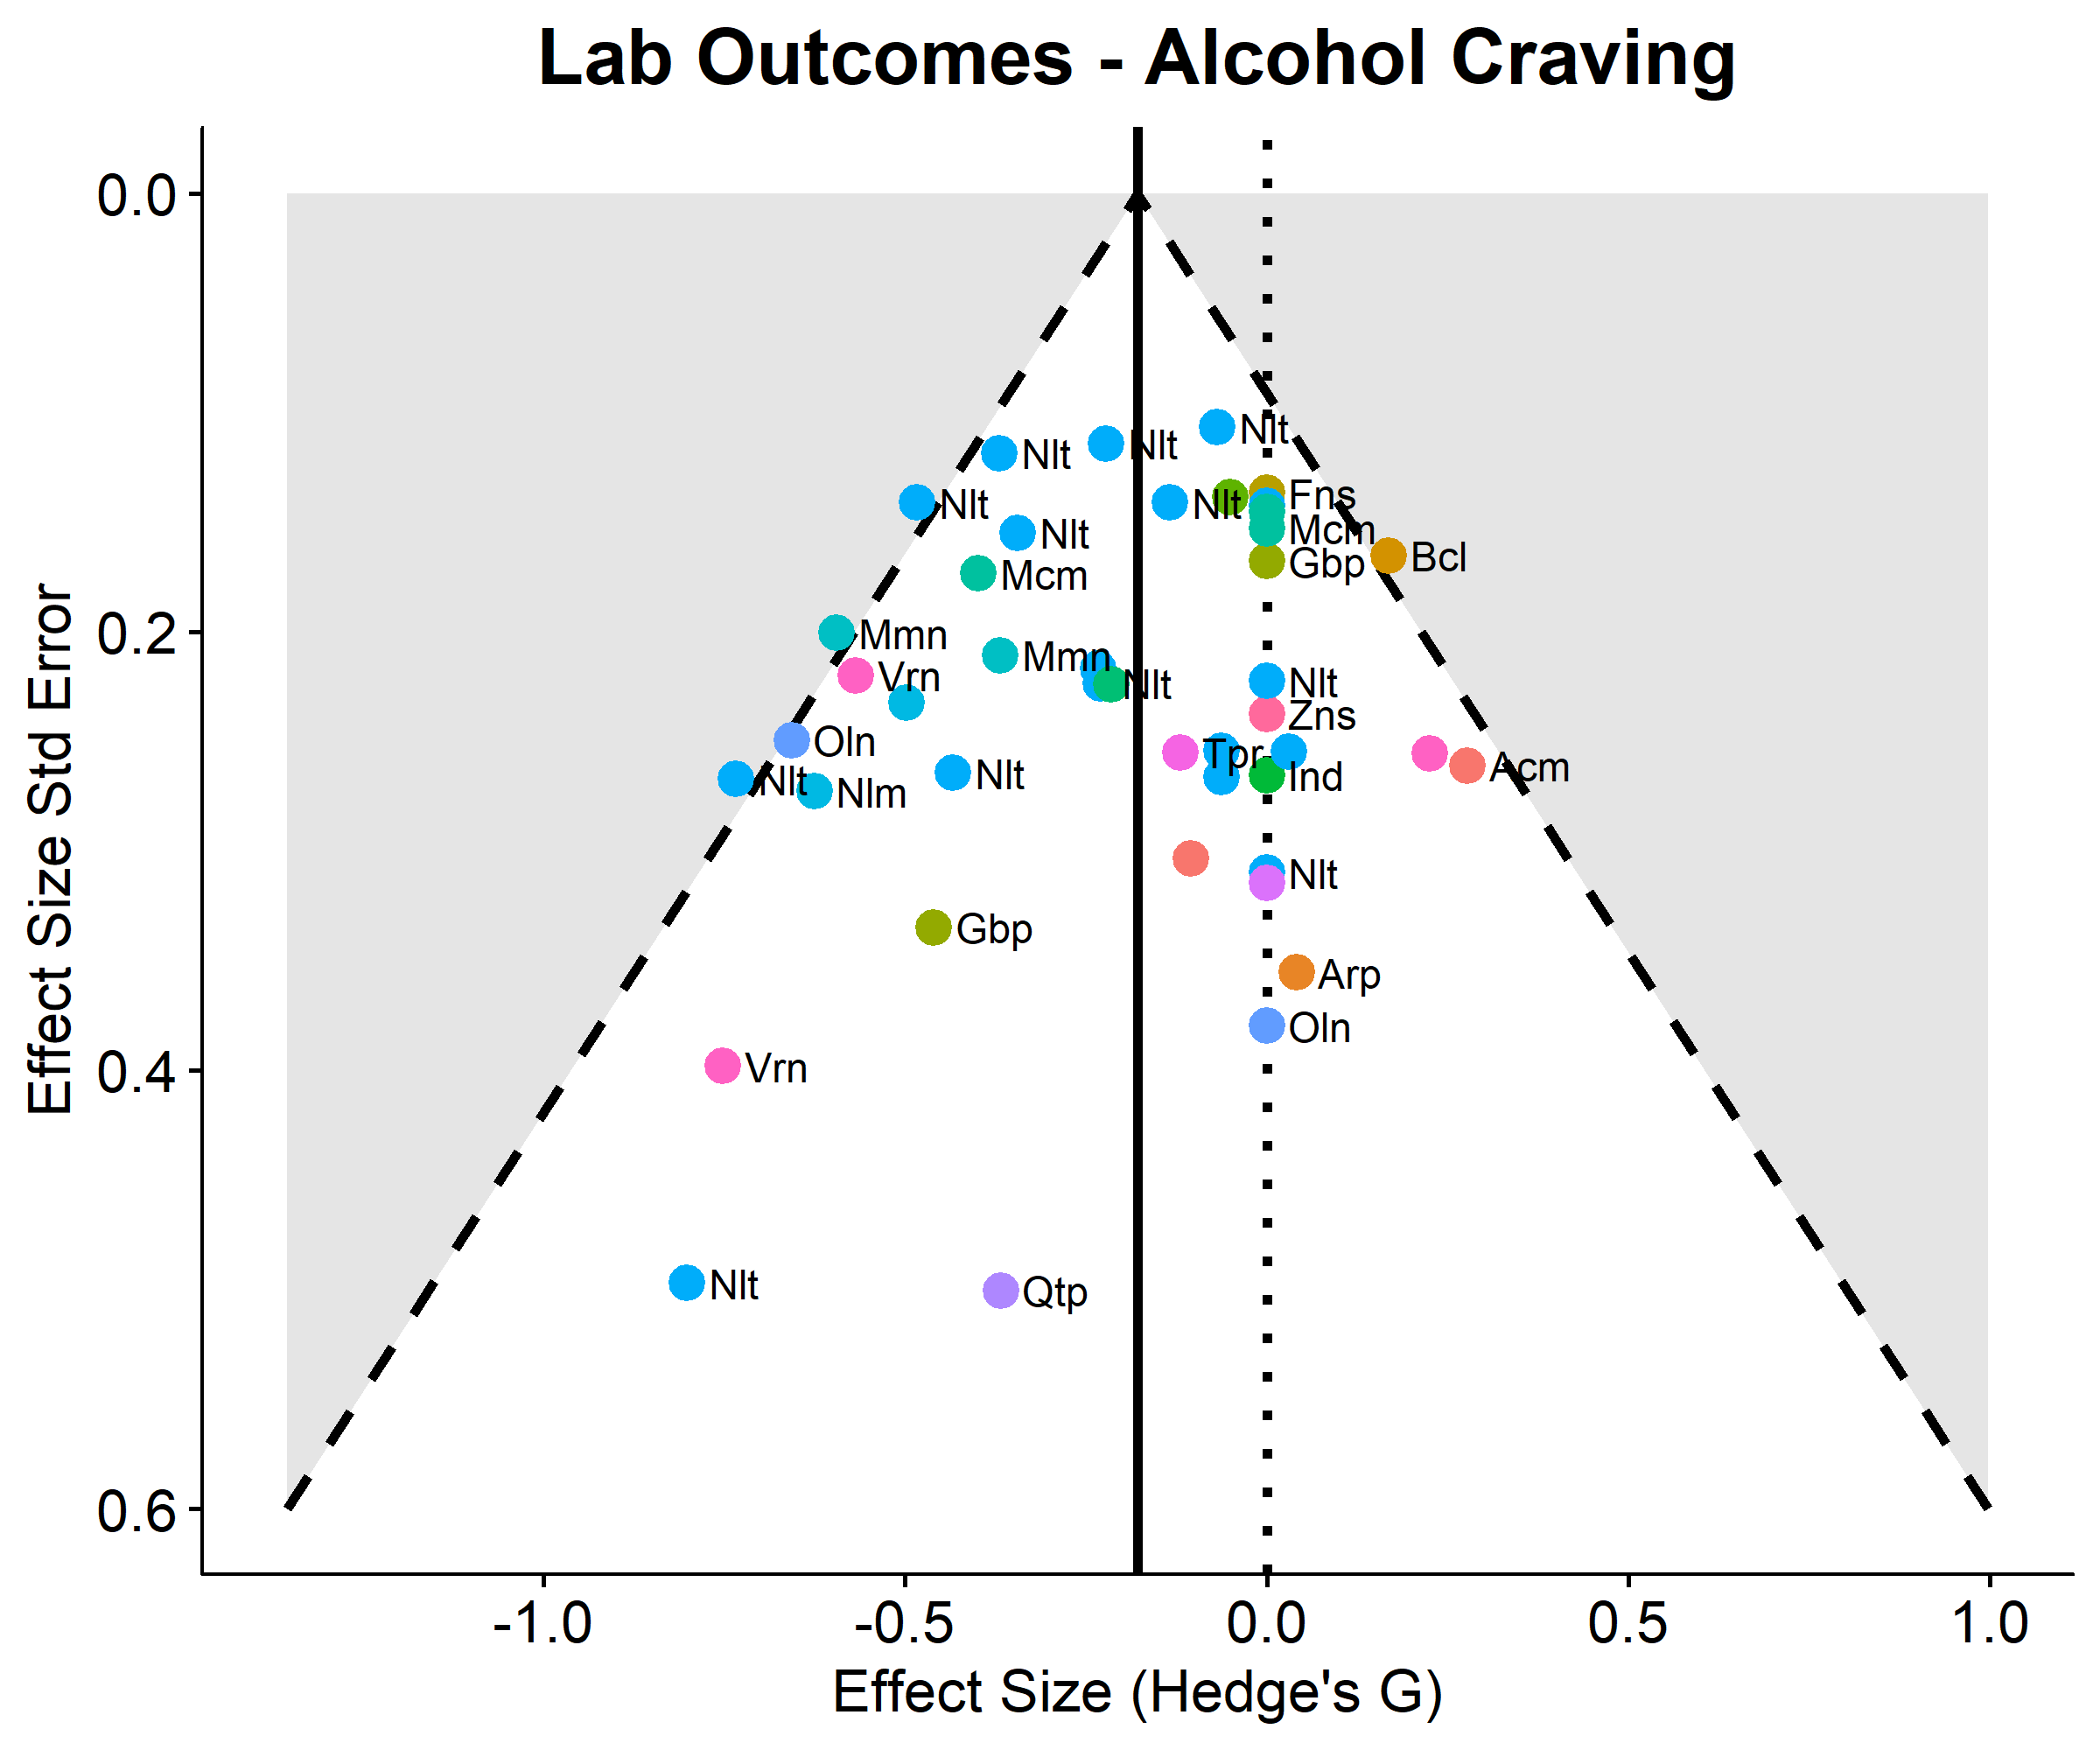 Lab Outcomes - Alcohol Craving
Effect Size Std Error
0.0
0.2
0.4
0.6
Nlt
Nlt
Nlt
Nlt
Nlt
Fns
Nlt
Mcm
Bcl
Gbp
Mcm
Mmn
Mmn
Vrn
Nlt
Nlt
Zns
Oln
Tpr
Acm
Nlt
Nlt
Ind
Nlm
Nlt
Gbp
Arp
Oln
Vrn
Nlt
Qtp
-1.0
-0.5
0.0
0.5
1.0
Effect Size (Hedge's G)